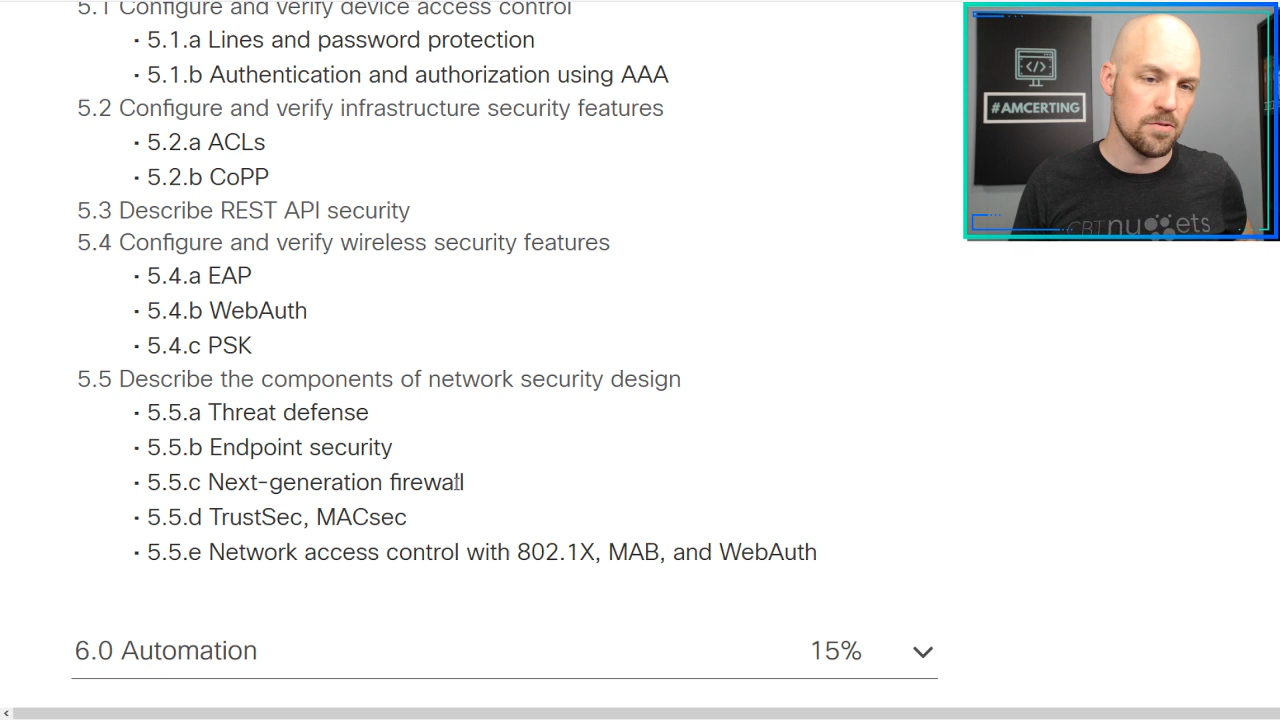 5.1 Configure and verify device access control
▪ 5.1.a Lines and password protection
▪ 5.1.b Authentication and authorization using AAA
5.2 Configure and verify infrastructure security features
▪ 5.2.a ACLs
▪ 5.2.b CoPP
5.3 Describe REST API security
5.4 Configure and verify wireless security features
▪ 5.4.a EAP
▪ 5.4.b WebAuth
▪ 5.4.c PSK
5.5 Describe the components of network security design
▪ 5.5.a Threat defense
▪ 5.5.b Endpoint security
▪ 5.5.c Next-generation firewall
▪ 5.5.d TrustSec, MACsec
▪ 5.5.e Network access control with 802.1X, MAB, and WebAuth
6.0 Automation 15%
</>
#AMCERTING
CBT nuggets